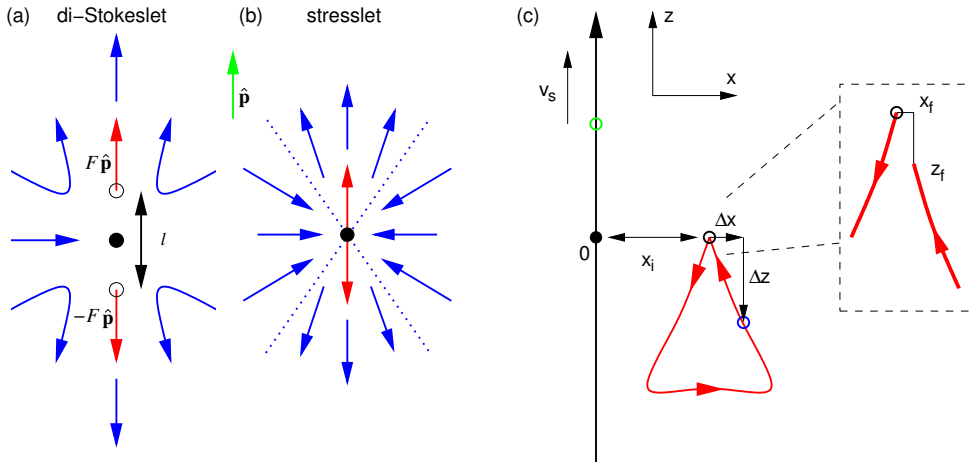 (a)
di−Stokeslet
F p̂
l
−F p̂
(b)
stresslet
p̂
(c)
z
x
v_s
0
x_i
Δx
Δz
x_f
z_f